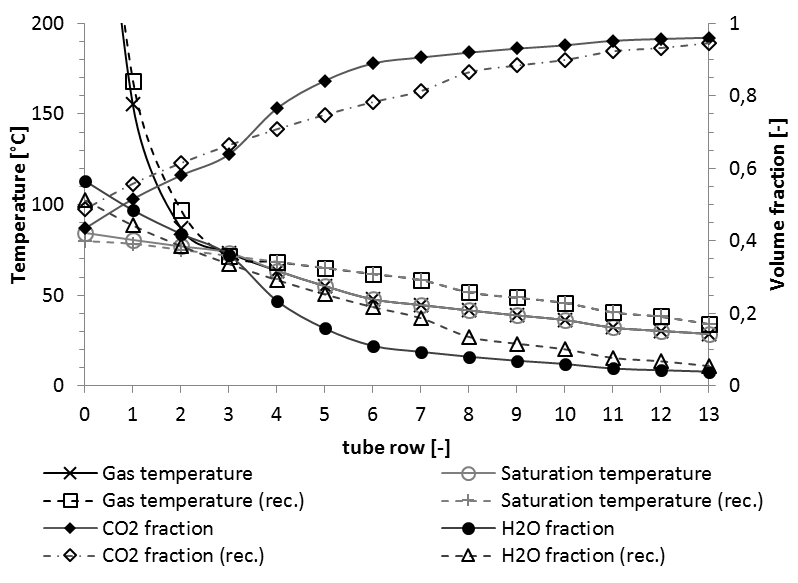 200
150
100
50
0
Temperature [°C]
1
0,8
0,6
0,4
0,2
0
Volume fraction [-]
0 1 2 3 4 5 6 7 8 9 10 11 12 13
tube row [-]
Gas temperature
Saturation temperature
Gas temperature (rec.)
Saturation temperature (rec.)
CO2 fraction
H2O fraction
CO2 fraction (rec.)
H2O fraction (rec.)